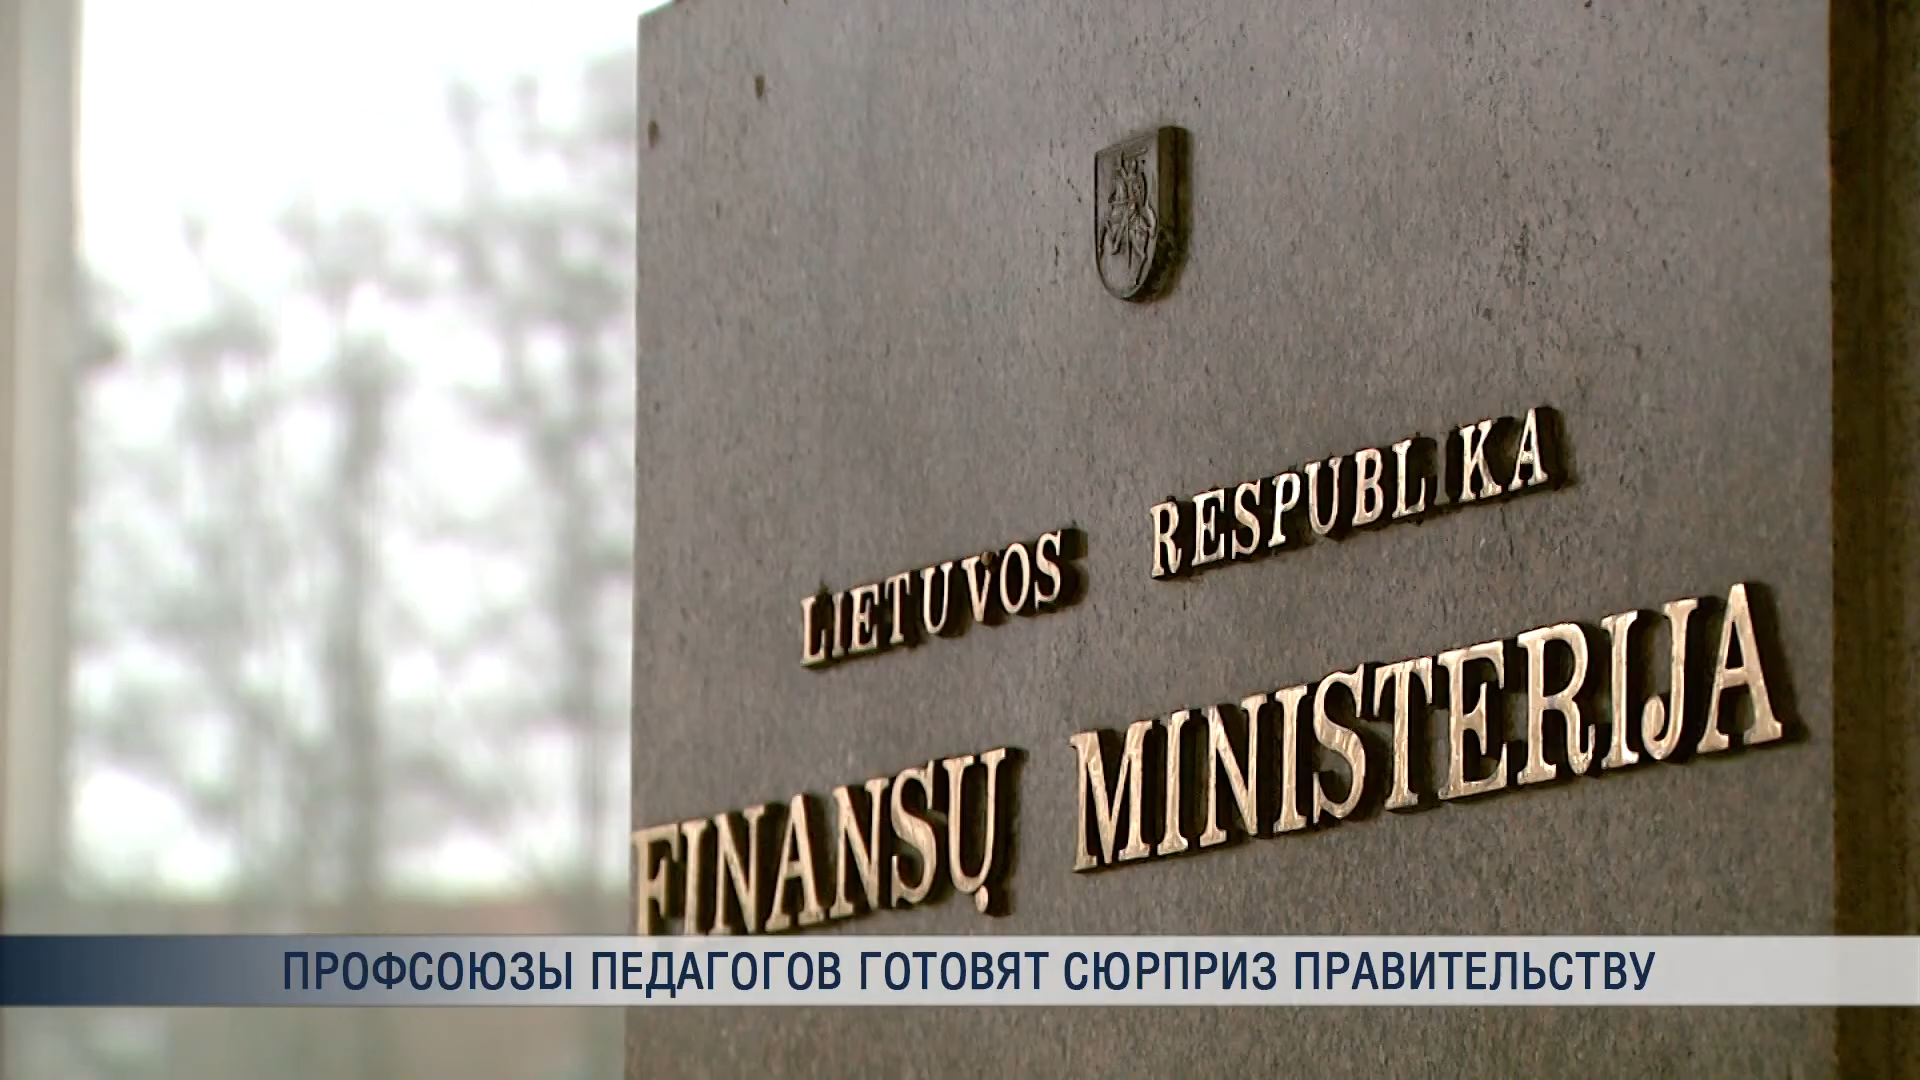 LIETUVOS RESPUBLIKA
FINANSŲ MINISTERIJA
ПРОФСОЮЗЫ ПЕДАГОГОВ ГОТОВЯТ СЮРПРИЗ ПРАВИТЕЛЬСТВУ